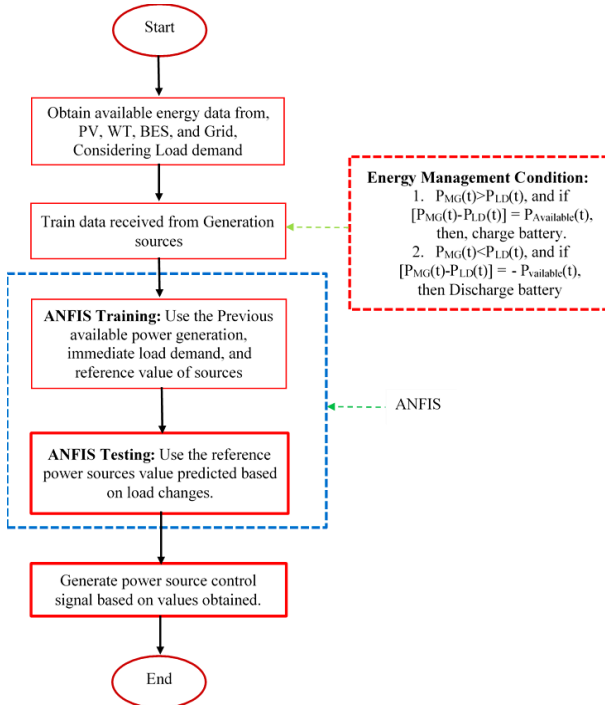 Start
Obtain available energy data from,
PV, WT, BES, and Grid,
Considering Load demand
Energy Management Condition:
1. PMG(t)>PLD(t), and if
[PMG(t)-PLD(t)] = PAvailable(t),
then, charge battery.
2. PMG(t)<PLD(t), and if
[PMG(t)-PLD(t)] = - Pvailable(t),
then Discharge battery
Train data received from Generation
sources
ANFIS Training: Use the Previous
available power generation,
immediate load demand, and
reference value of sources
ANFIS
ANFIS Testing: Use the reference
power sources value predicted based
on load changes.
Generate power source control
signal based on values obtained.
End